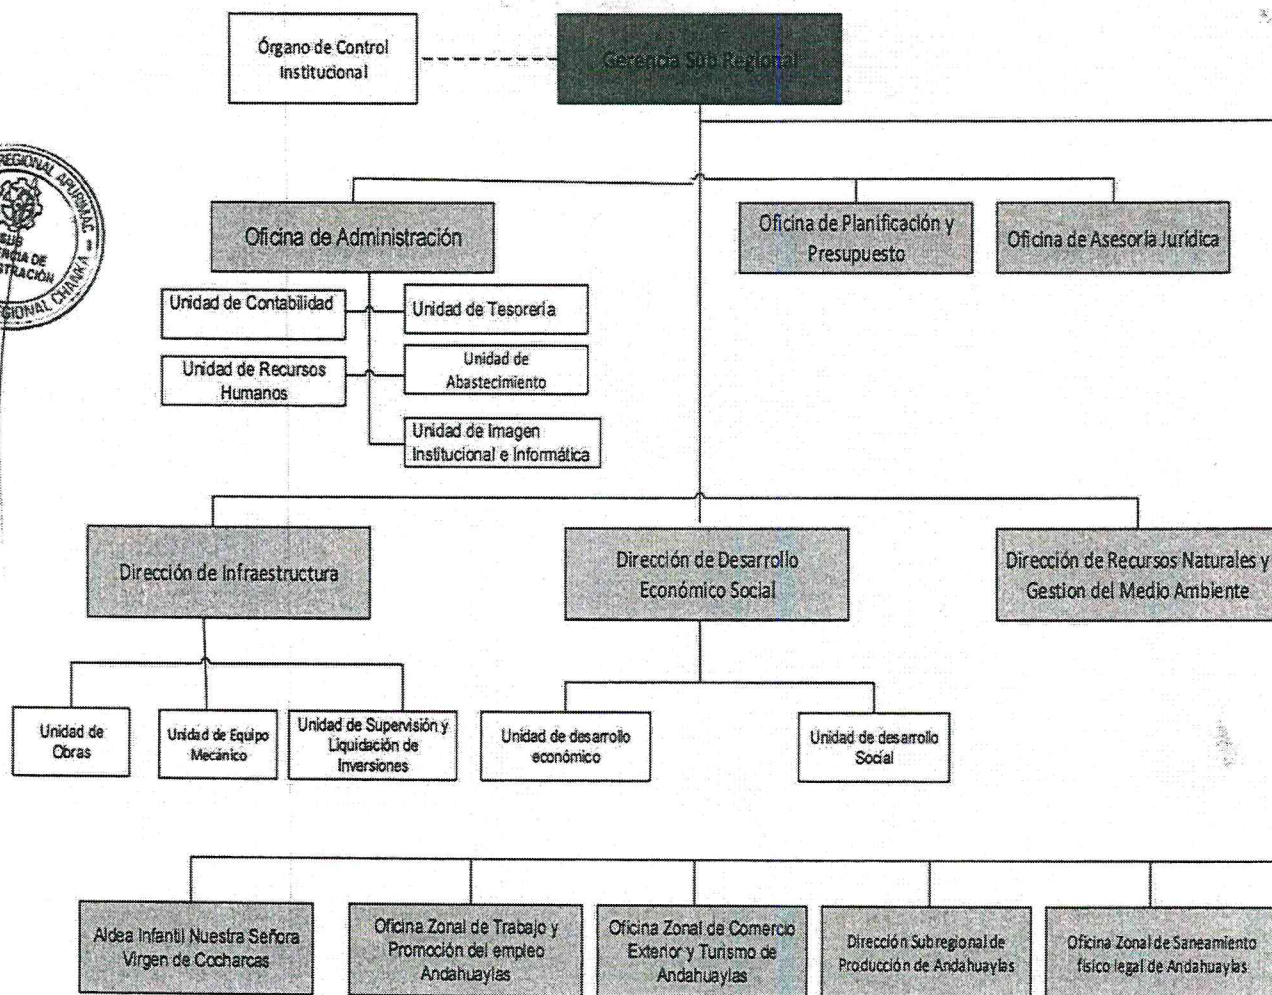 Órgano de Control
Institucional
Gerencia Sub Regional
REGIONAL APURIMAC
SUB
REGIONAL CHANKA
Oficina de Administración
Oficina de Planificación y
Presupuesto
Oficina de Asesoría Jurídica
Unidad de Contabilidad
Unidad de Tesorería
Unidad de Recursos
Humanos
Unidad de
Abastecimiento
Unidad de Imagen
Institucional e Informática
Dirección de Infraestructura
Dirección de Desarrollo
Económico Social
Dirección de Recursos Naturales y
Gestion del Medio Ambiente
Unidad de
Obras
Unidad de Equipo
Mecánico
Unidad de Supervisión y
Liquidación de
Inversiones
Unidad de desarrollo
económico
Unidad de desarrollo
Social
Aldea Infantil Nuestra Señora
Virgen de Cocharcas
Oficina Zonal de Trabajo y
Promoción del empleo
Andahuaylas
Oficina Zonal de Comercio
Exterior y Turismo de
Andahuaylas
Dirección Subregional de
Producción de Andahuaylas
Oficina Zonal de Saneamiento
físico legal de Andahuaylas